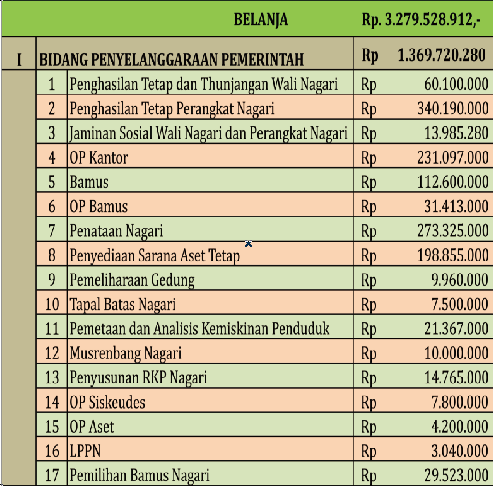 BELANJA Rp. 3.279.528.912,-
I BIDANG PENYELANGGARAAN PEMERINTAH Rp 1.369.720.280
1 Penghasilan Tetap dan Thunjangan Wali Nagari Rp 60.100.000
2 Penghasilan Tetap Perangkat Nagari Rp 340.190.000
3 Jaminan Sosial Wali Nagari dan Perangkat Nagari Rp 13.985.280
4 OP Kantor Rp 231.097.000
5 Bamus Rp 112.600.000
6 OP Bamus Rp 31.413.000
7 Penataan Nagari Rp 273.325.000
8 Penyediaan Sarana Aset Tetap Rp 198.855.000
9 Pemeliharaan Gedung Rp 9.960.000
10 Tapal Batas Nagari Rp 7.500.000
11 Pemetaan dan Analisis Kemiskinan Penduduk Rp 21.367.000
12 Musrenbang Nagari Rp 10.000.000
13 Penyusunan RKP Nagari Rp 14.765.000
14 OP Siskeudes Rp 7.800.000
15 OP Aset Rp 4.200.000
16 LPPN Rp 3.040.000
17 Pemilihan Bamus Nagari Rp 29.523.000